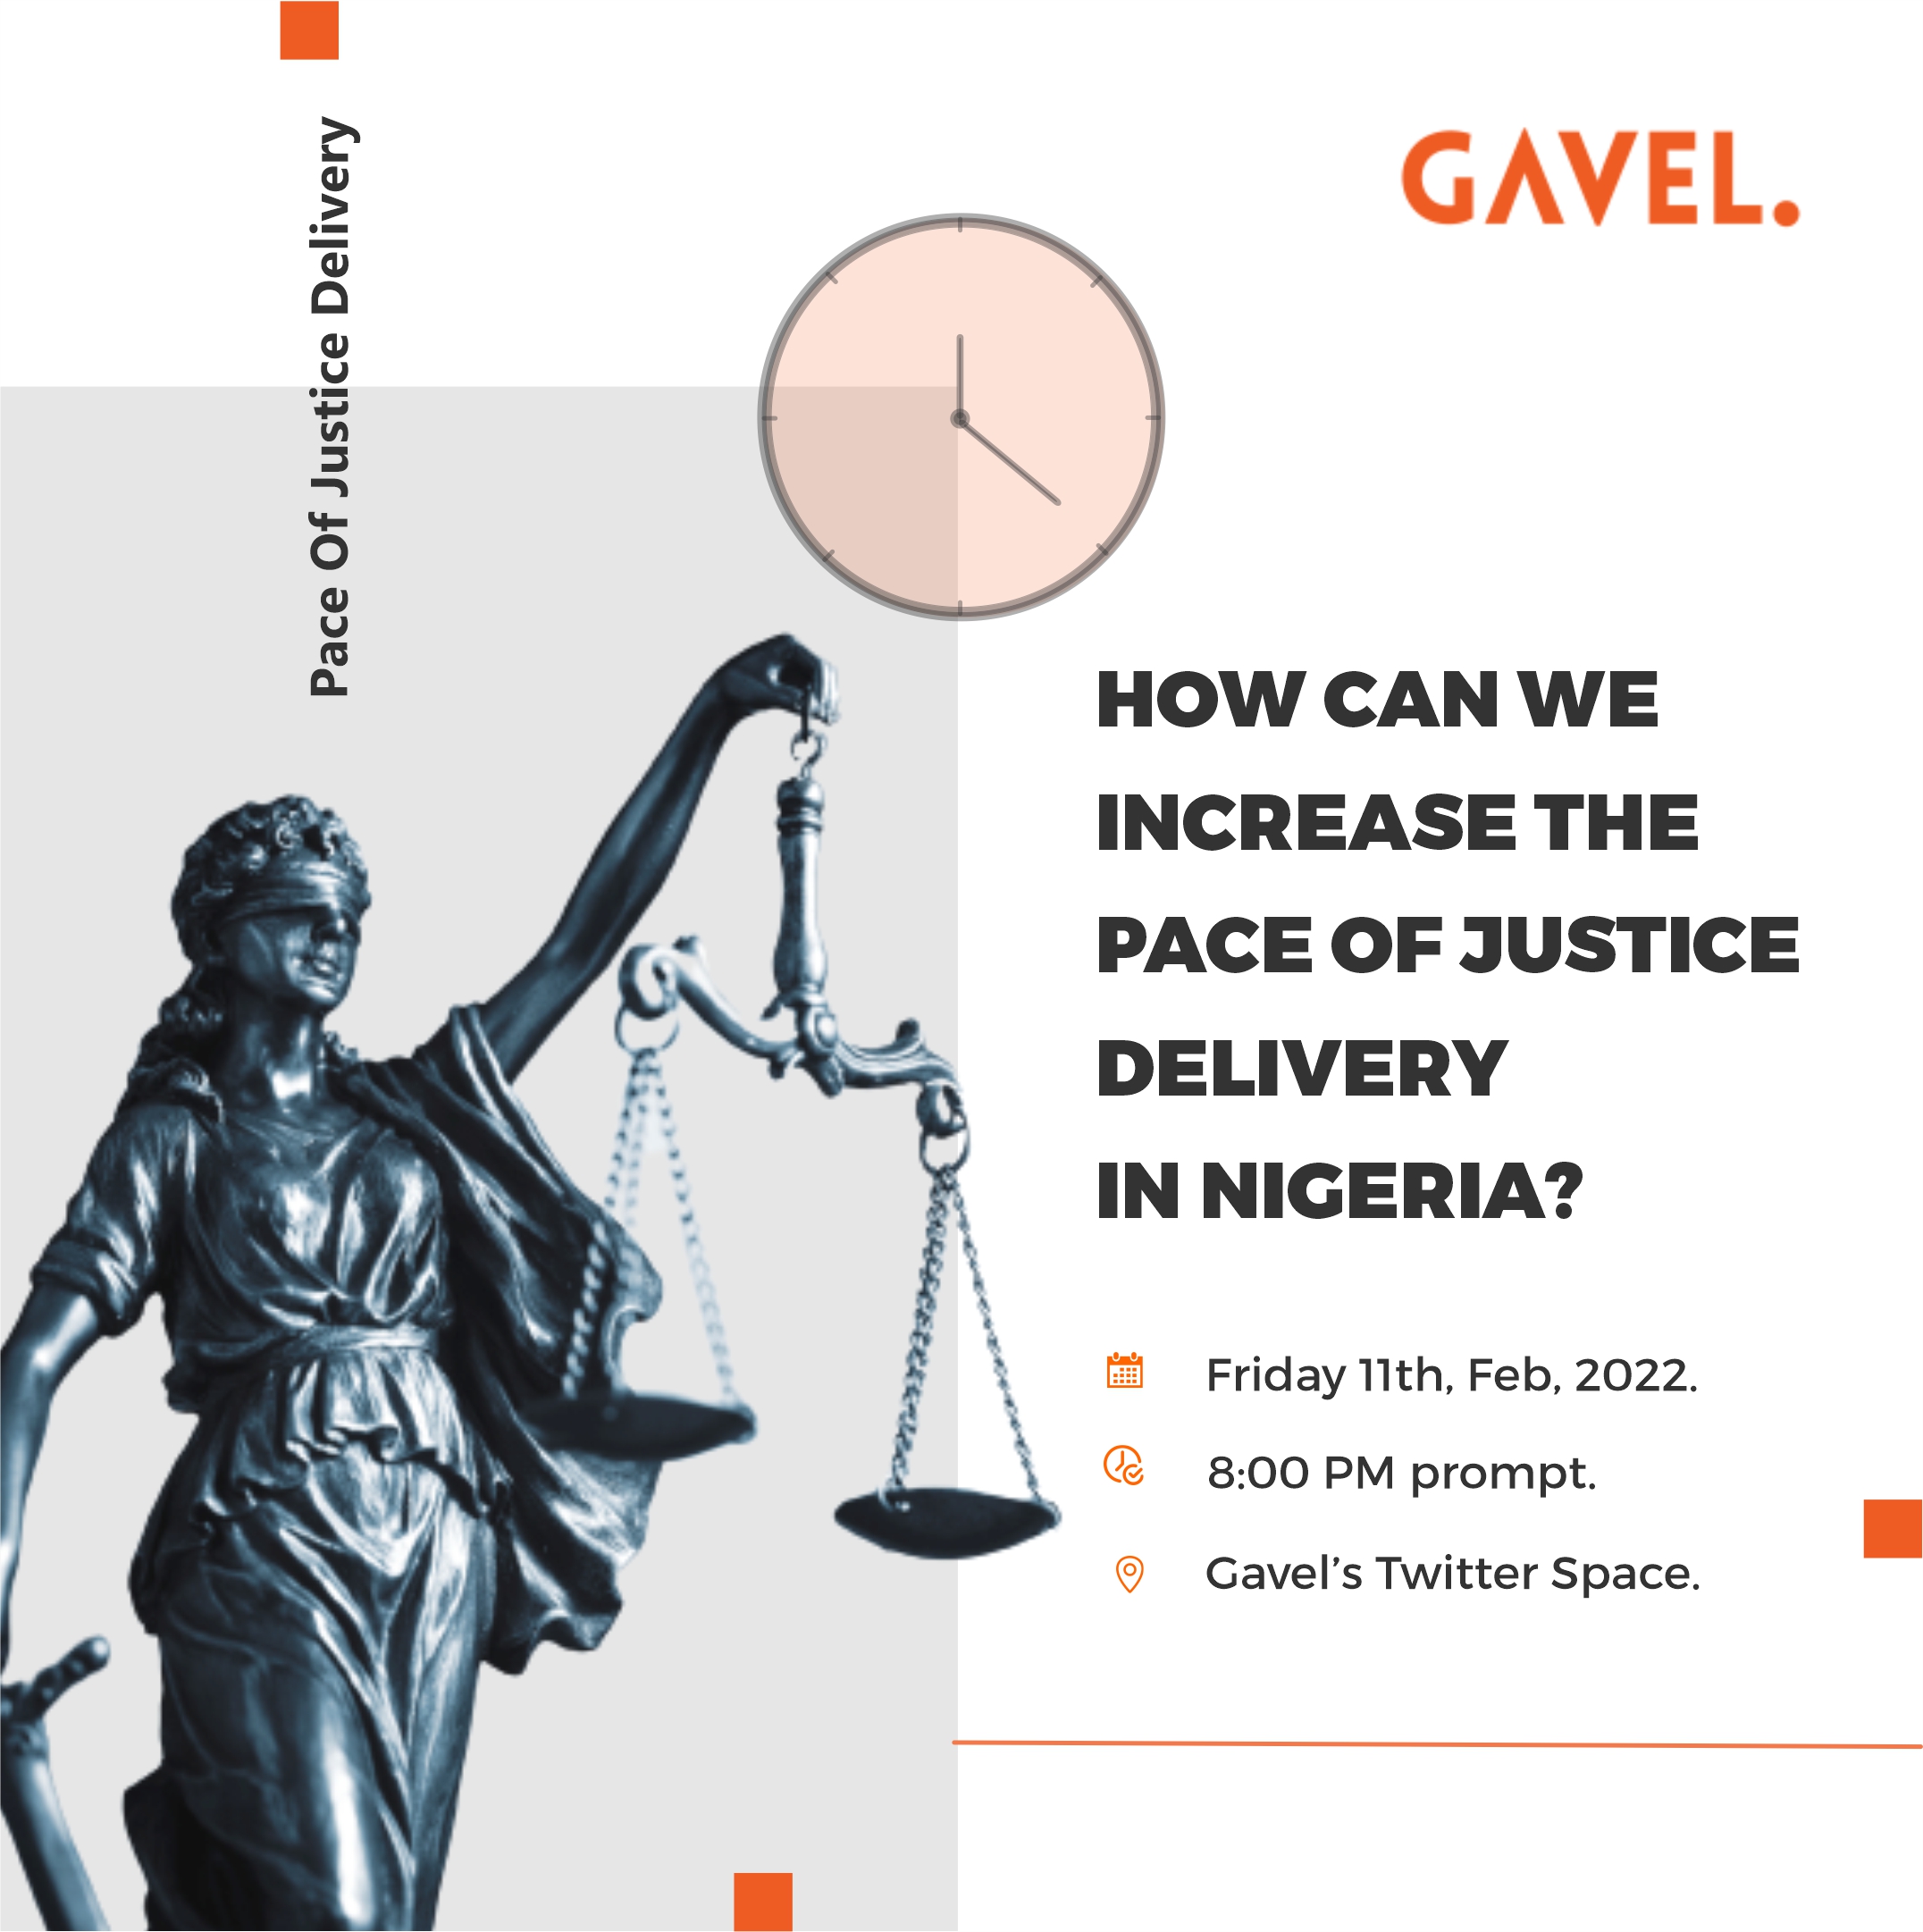 Pace Of Justice Delivery
GAVEL.
HOW CAN WE
INCREASE THE
PACE OF JUSTICE
DELIVERY
IN NIGERIA?
Friday 11th, Feb, 2022.
8:00 PM prompt.
Gavel’s Twitter Space.